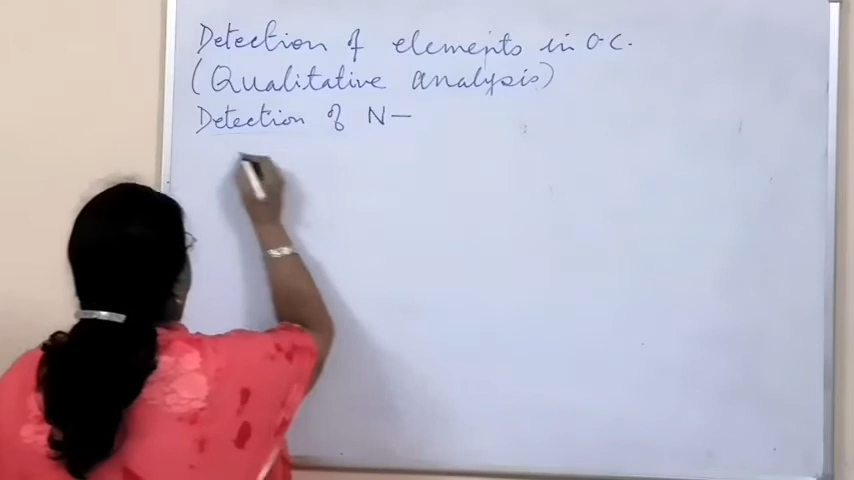 Detection of elements in O.C.
(Qualitative analysis)
Detection of N-